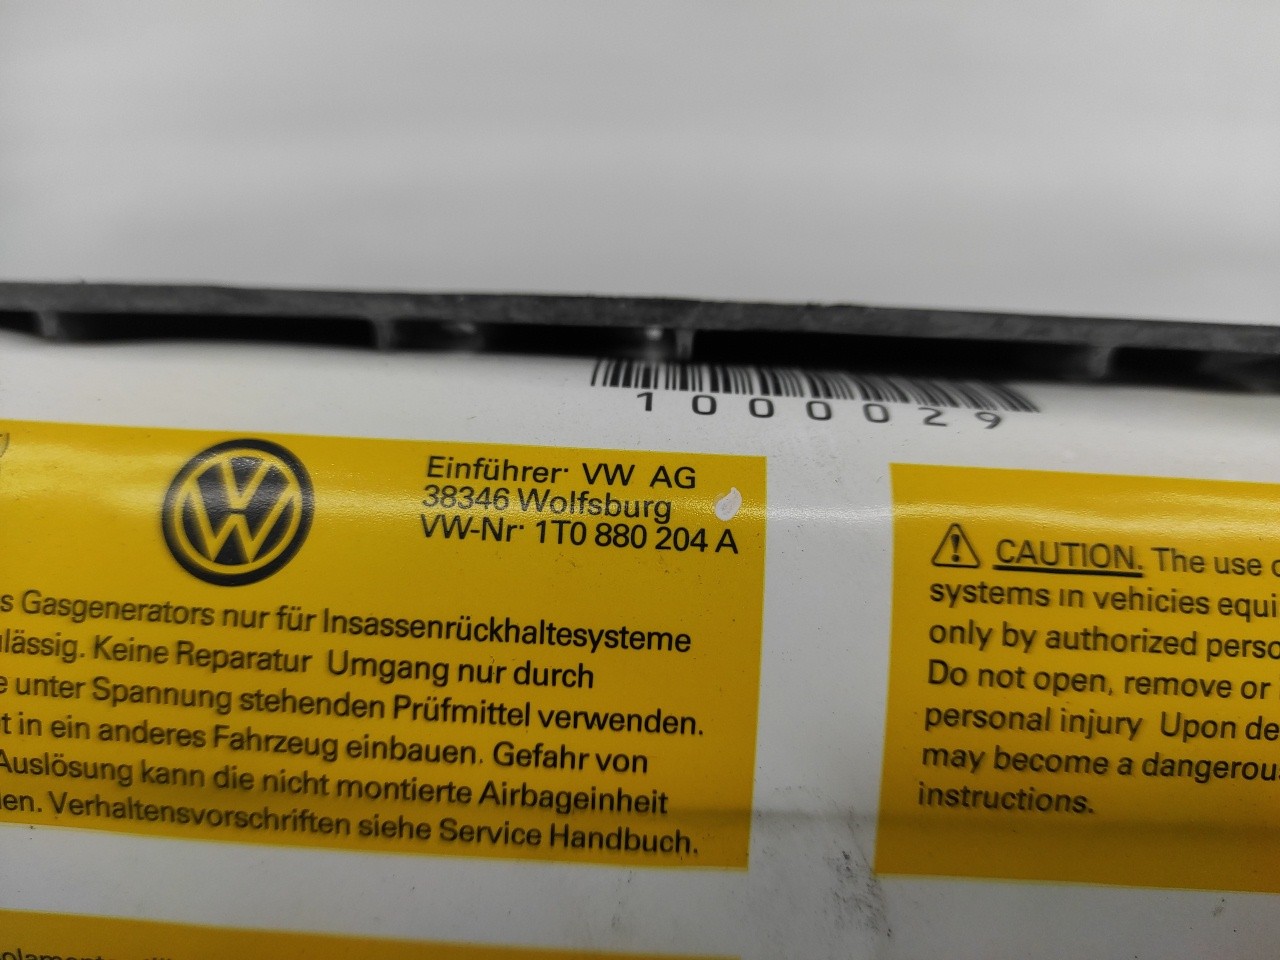 1000029
Einführer: VW AG
38346 Wolfsburg
VW-Nr: 1T0 880 204 A
s Gasgenerators nur für Insassenrückhaltesysteme
lässig. Keine Reparatur Umgang nur durch
e unter Spannung stehenden Prüfmittel verwenden.
t in ein anderes Fahrzeug einbauen. Gefahr von
Auslösung kann die nicht montierte Airbageinheit
en. Verhaltensvorschriften siehe Service Handbuch.
CAUTION. The use
systems in vehicies equi
only by authorized perso
Do not open, remove or
personal injury Upon de
may become a dangerou
instructions.